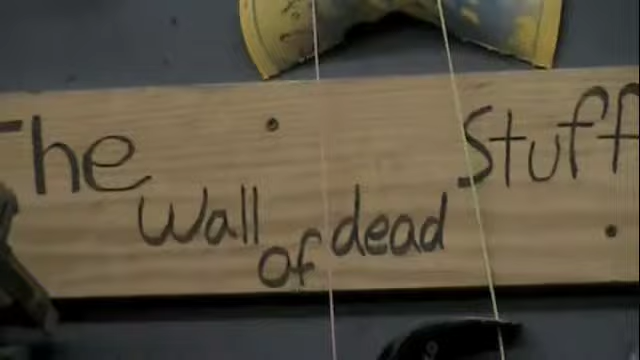 The
Wall
of dead
Stuff